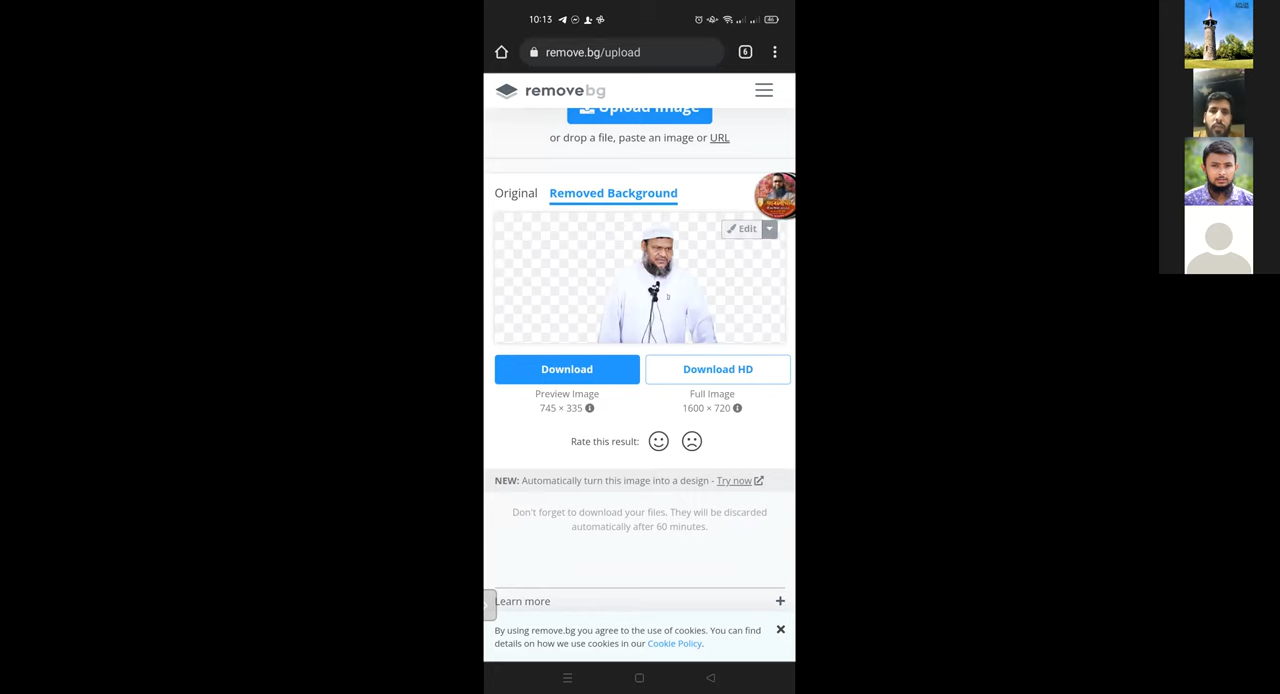 10:13
46
remove.bg/upload
6
removebg
Upload Image
or drop a file, paste an image or URL
Original Removed Background
Edit
Download Download HD
Preview Image Full Image
745 × 335 1600 × 720
Rate this result:
NEW: Automatically turn this image into a design - Try now
Don't forget to download your files. They will be discarded
automatically after 60 minutes.
Learn more +
By using remove.bg you agree to the use of cookies. You can find
details on how we use cookies in our Cookie Policy.